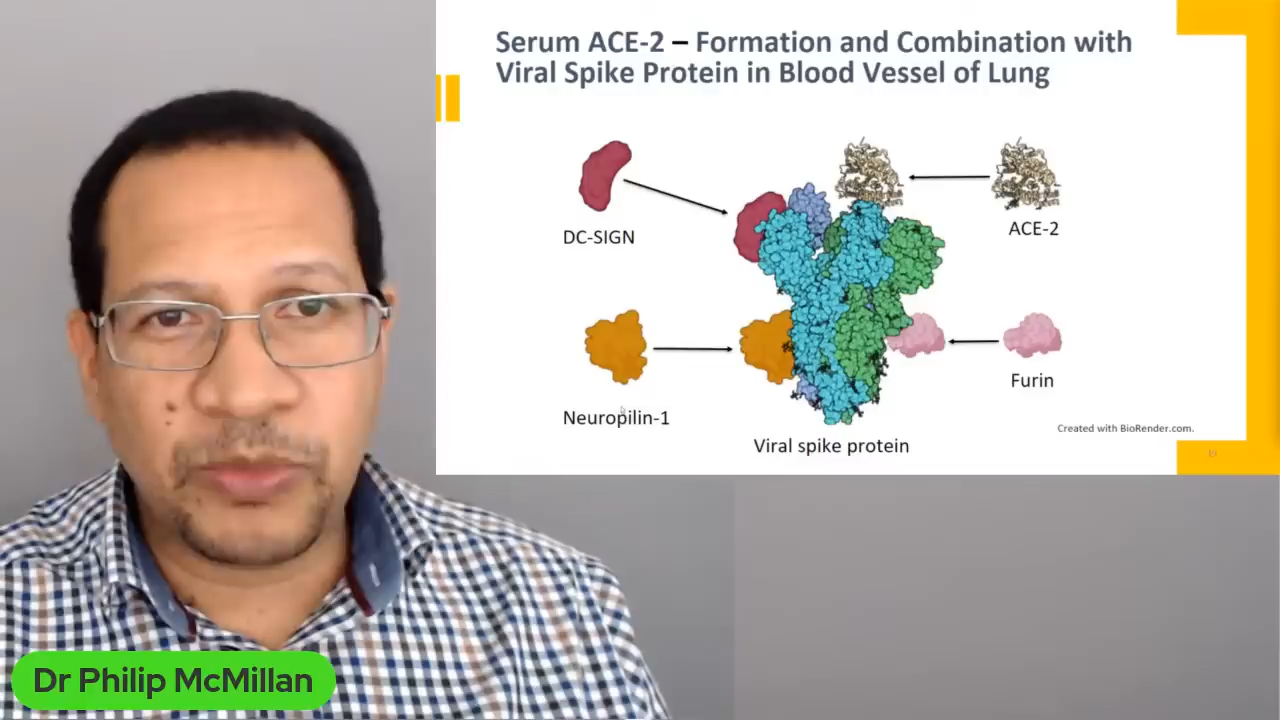 Serum ACE-2 – Formation and Combination with
Viral Spike Protein in Blood Vessel of Lung
DC-SIGN
ACE-2
Neuropilin-1
Furin
Viral spike protein
Created with BioRender.com.
Dr Philip McMillan